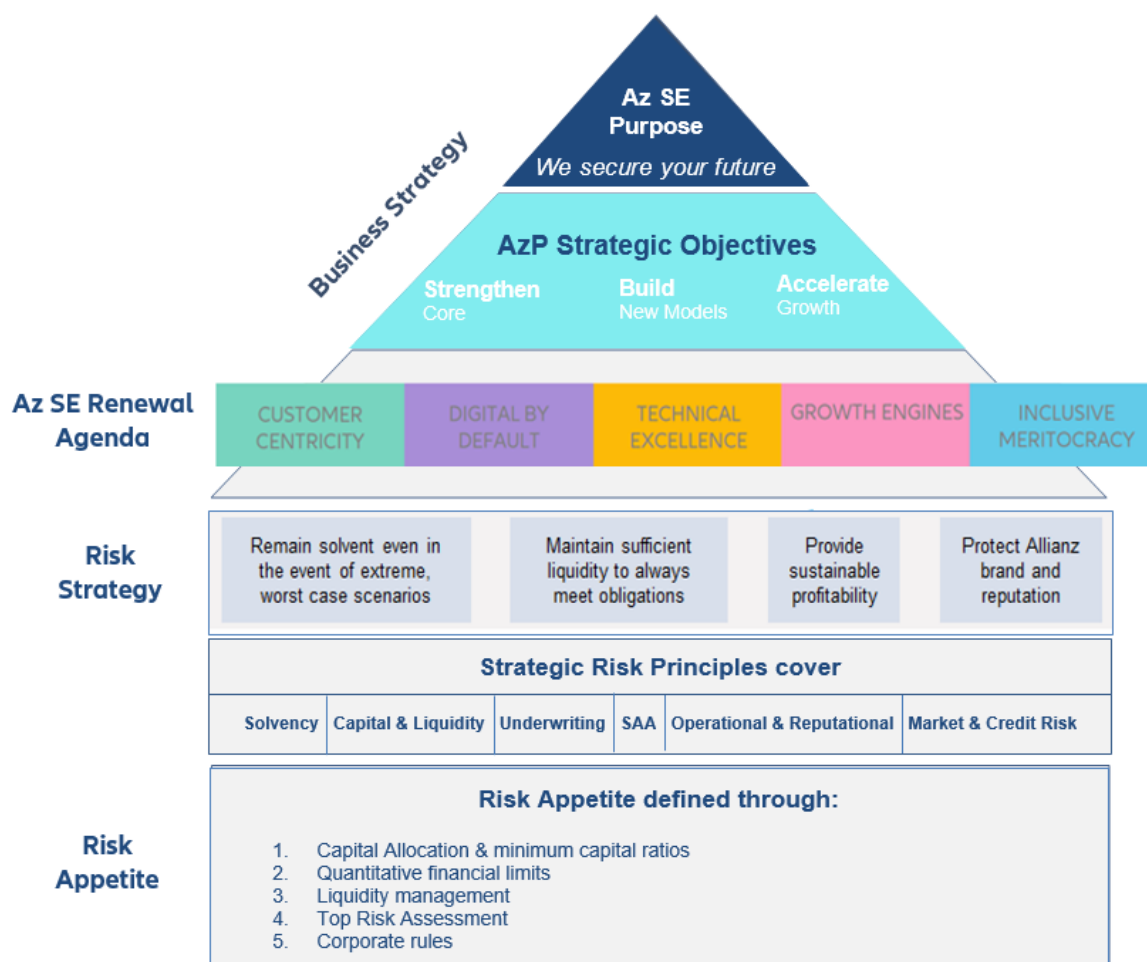 Az SE
Purpose
We secure your future
Business Strategy
AzP Strategic Objectives
Strengthen
Core
Build
New Models
Accelerate
Growth
Az SE Renewal
Agenda
CUSTOMER
CENTRICITY
DIGITAL BY
DEFAULT
TECHNICAL
EXCELLENCE
GROWTH ENGINES
INCLUSIVE
MERITOCRACY
Risk
Strategy
Remain solvent even in
the event of extreme,
worst case scenarios
Maintain sufficient
liquidity to always
meet obligations
Provide
sustainable
profitability
Protect Allianz
brand and
reputation
Strategic Risk Principles cover
Solvency
Capital & Liquidity
Underwriting
SAA
Operational & Reputational
Market & Credit Risk
Risk
Appetite
Risk Appetite defined through:
1. Capital Allocation & minimum capital ratios
2. Quantitative financial limits
3. Liquidity management
4. Top Risk Assessment
5. Corporate rules